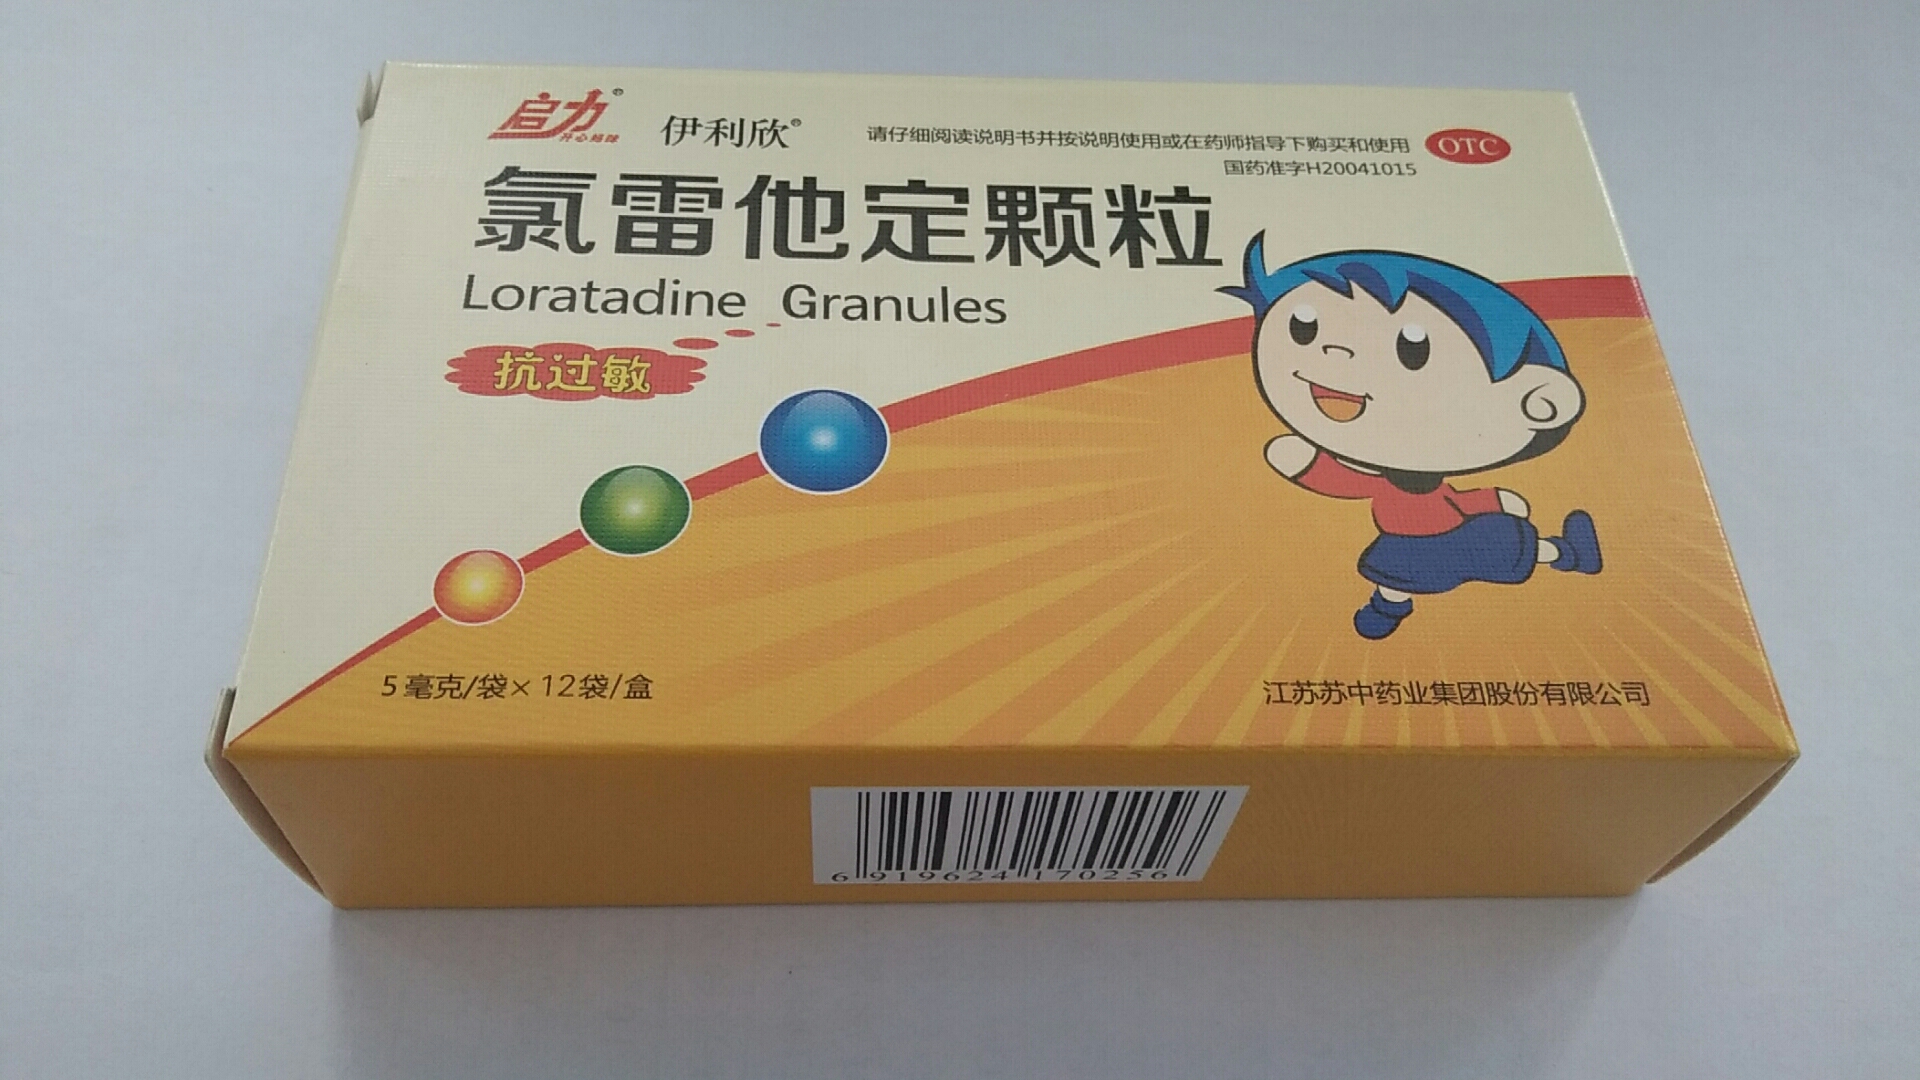 启力®
开心格林
伊利欣®
请仔细阅读说明书并按说明使用或在药师指导下购买和使用
OTC
国药准字H20041015
氯雷他定颗粒
Loratadine Granules
抗过敏
5毫克/袋×12袋/盒
江苏苏中药业集团股份有限公司
6 919624 170256